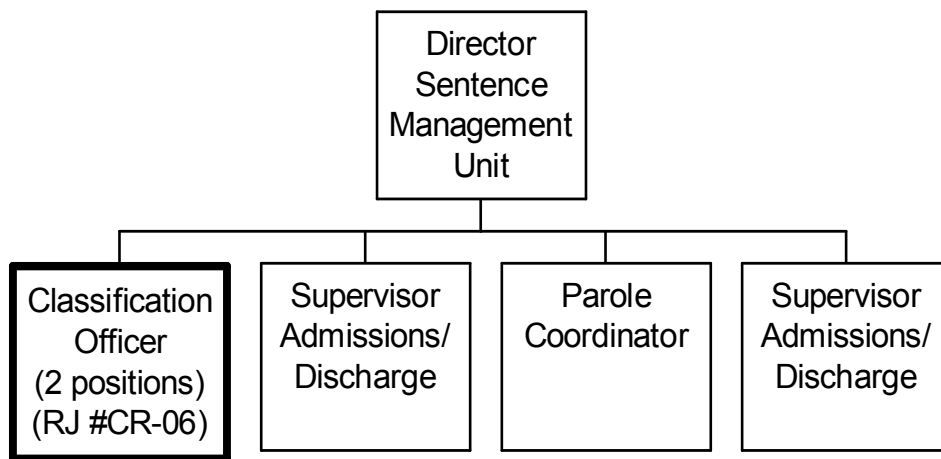 Director
Sentence
Management
Unit
Classification
Officer
(2 positions)
(RJ #CR-06)
Supervisor
Admissions/
Discharge
Parole
Coordinator
Supervisor
Admissions/
Discharge